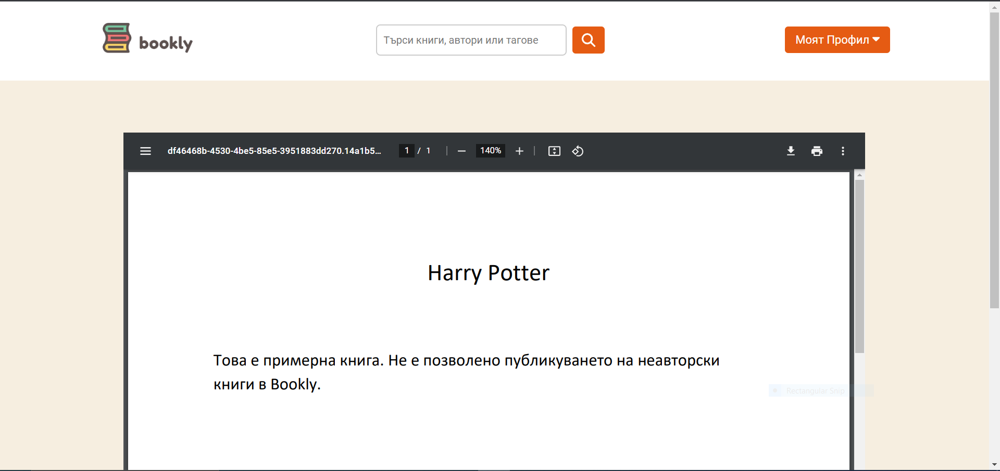 bookly
Търси книги, автори или тагове
Моят Профил
df46468b-4530-4be5-85e5-3951883dd270.14a1b5...
1 / 1
140%
Harry Potter
Това е примерна книга. Не е позволено публикуването на неавторски
книги в Bookly.
Rectangular Snip